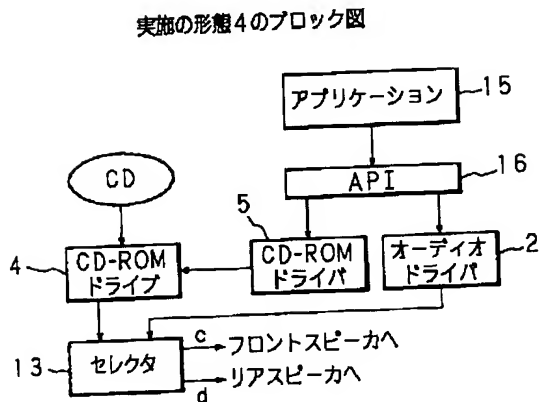 実施の形態4のブロック図
アプリケーション
15
API
16
CD
5
4
CD-ROM
ドライブ
CD-ROM
ドライバ
オーディオ
ドライバ
2
13
セレクタ
c
フロントスピーカへ
d
リアスピーカへ